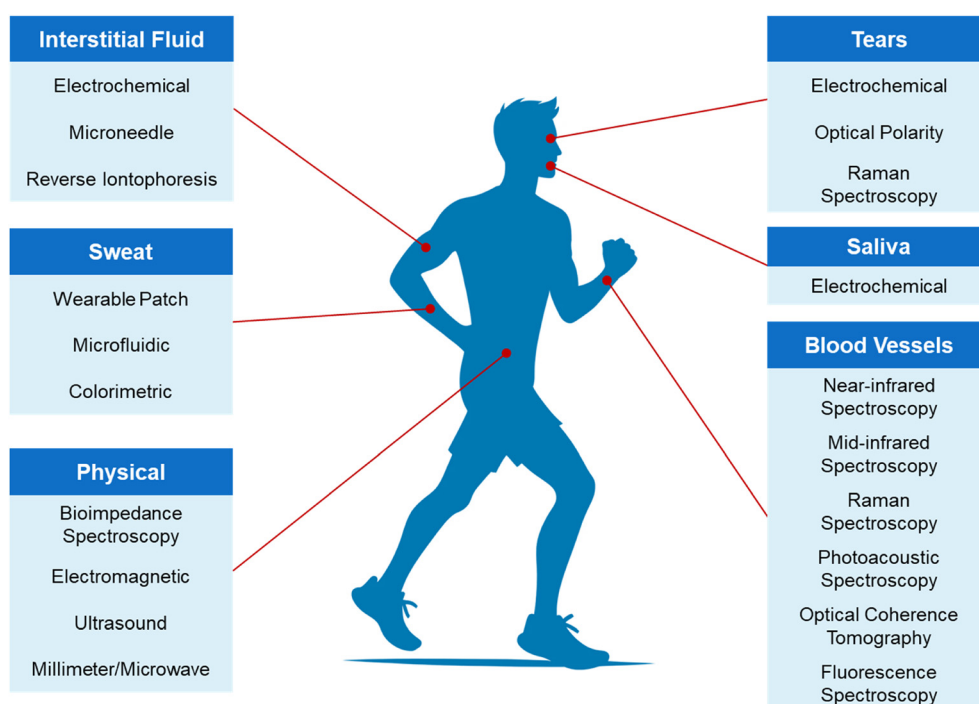 Interstitial Fluid
Electrochemical
Microneedle
Reverse Iontophoresis
Sweat
Wearable Patch
Microfluidic
Colorimetric
Physical
Bioimpedance
Spectroscopy
Electromagnetic
Ultrasound
Millimeter/Microwave
Tears
Electrochemical
Optical Polarity
Raman
Spectroscopy
Saliva
Electrochemical
Blood Vessels
Near-infrared
Spectroscopy
Mid-infrared
Spectroscopy
Raman
Spectroscopy
Photoacoustic
Spectroscopy
Optical Coherence
Tomography
Fluorescence
Spectroscopy